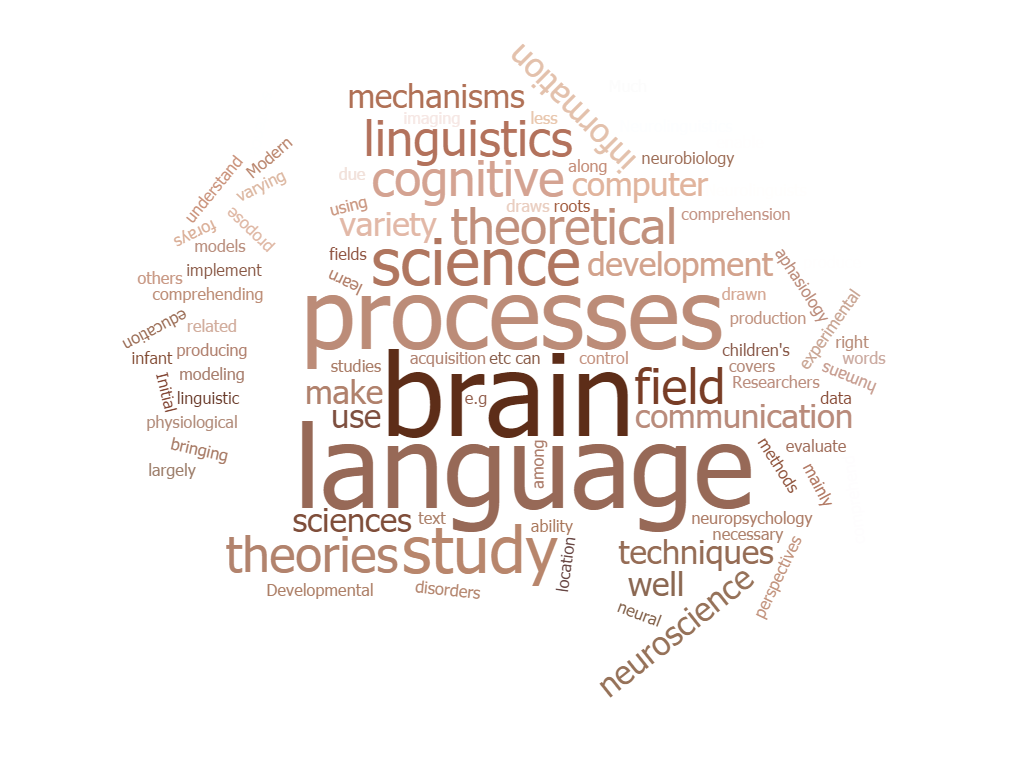 information
mechanisms
imaging
less
linguistics
neurobiology
Modern
understand
due
cognitive
along
computer
varying
using
draws
roots
comprehension
propose
forays
variety
theoretical
models
fields
science
development
others
implement
learn
aphasiology
comprehending
processes
drawn
education
related
production
experimental
infant
producing
studies
acquisition
etc can
control
children's
right
words
covers
modeling
Initial
linguistic
make
brain
field
Researchers
humans
e.g
data
physiological
use
communication
bringing
among
language
methods
evaluate
largely
mainly
sciences
text
ability
neuropsychology
necessary
theories
study
location
techniques
perspectives
Developmental
disorders
well
neural
neuroscience